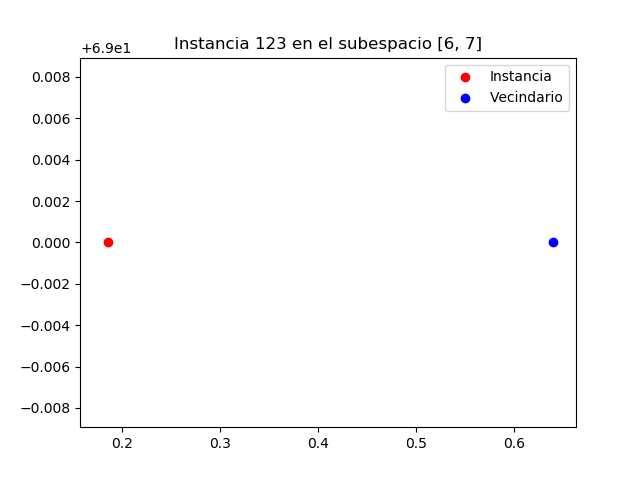 Instancia 123 en el subespacio [6, 7]
+6.9e1
Instancia
Vecindario
0.008
0.006
0.004
0.002
0.000
−0.002
−0.004
−0.006
−0.008
0.2 0.3 0.4 0.5 0.6